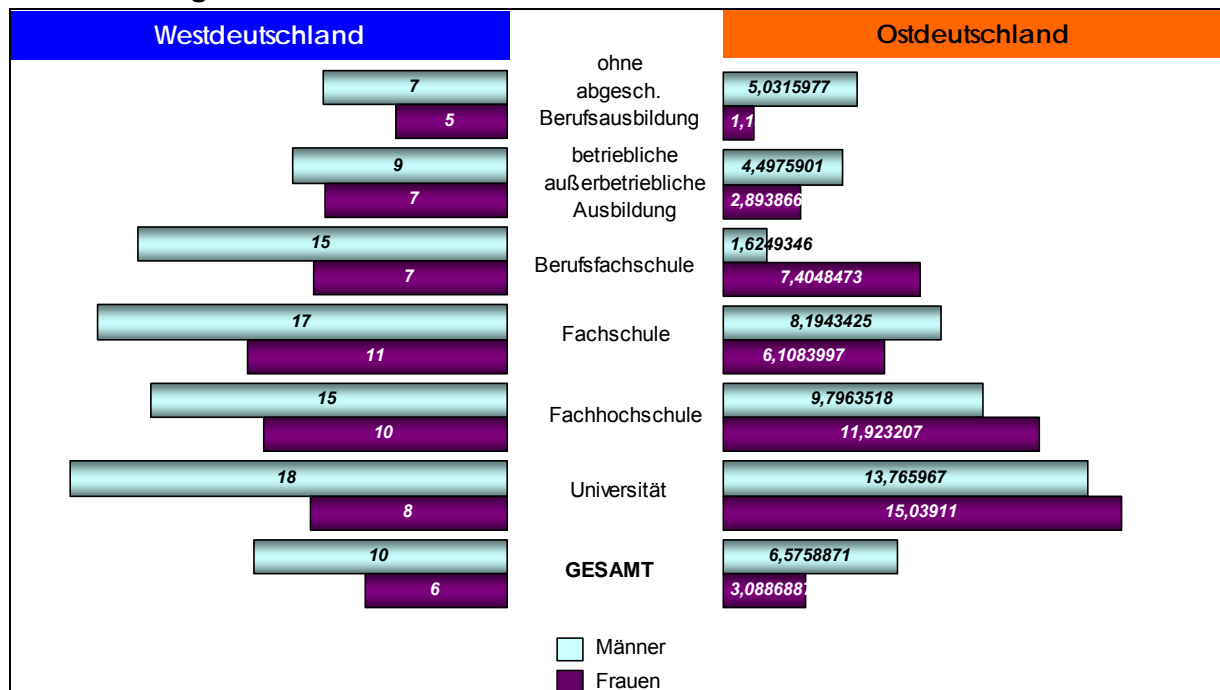 Westdeutschland
Ostdeutschland
7
5
ohne
abgesch.
Berufsausbildung
5,0315977
1,1
9
7
betriebliche
außerbetriebliche
Ausbildung
4,4975901
2,893866
15
7
Berufsfachschule
1,6249346
7,4048473
17
11
Fachschule
8,1943425
6,1083997
15
10
Fachhochschule
9,7963518
11,923207
18
8
Universität
13,765967
15,03911
10
6
GESAMT
6,5758871
3,0886887
Männer
Frauen